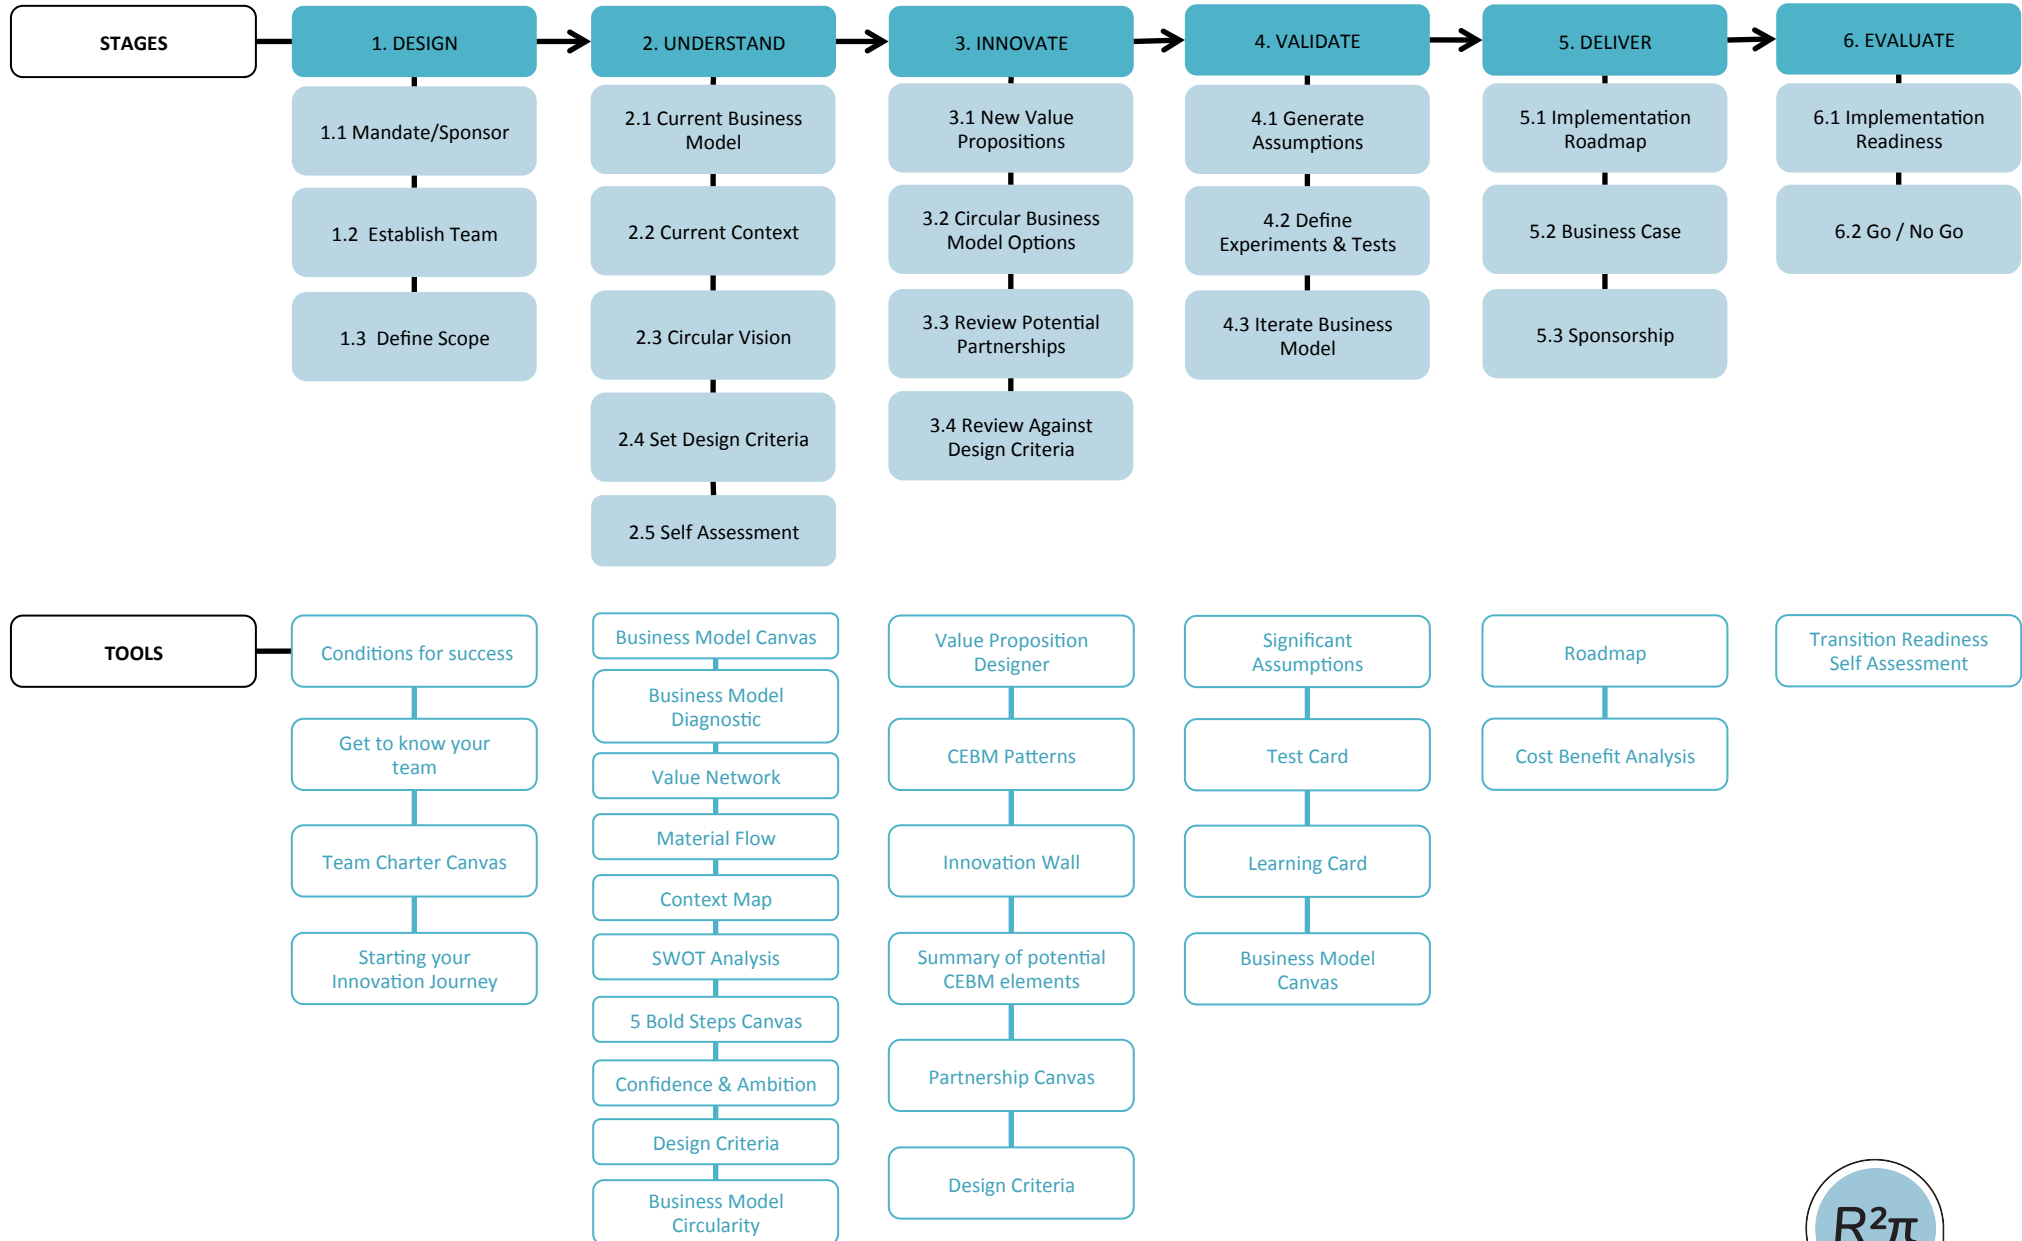 STAGES
1. DESIGN
2. UNDERSTAND
3. INNOVATE
4. VALIDATE
5. DELIVER
6. EVALUATE
1.1 Mandate/Sponsor
1.2 Establish Team
1.3 Define Scope
2.1 Current Business
Model
2.2 Current Context
2.3 Circular Vision
2.4 Set Design Criteria
2.5 Self Assessment
3.1 New Value
Propositions
3.2 Circular Business
Model Options
3.3 Review Potential
Partnerships
3.4 Review Against
Design Criteria
4.1 Generate
Assumptions
4.2 Define
Experiments & Tests
4.3 Iterate Business
Model
5.1 Implementation
Roadmap
5.2 Business Case
5.3 Sponsorship
6.1 Implementation
Readiness
6.2 Go / No Go
TOOLS
Conditions for success
Get to know your
team
Team Charter Canvas
Starting your
Innovation Journey
Business Model Canvas
Business Model
Diagnostic
Value Network
Material Flow
Context Map
SWOT Analysis
5 Bold Steps Canvas
Confidence & Ambition
Design Criteria
Business Model
Circularity
Value Proposition
Designer
CEBM Patterns
Innovation Wall
Summary of potential
CEBM elements
Partnership Canvas
Design Criteria
Significant
Assumptions
Test Card
Learning Card
Business Model
Canvas
Roadmap
Cost Benefit Analysis
Transition Readiness
Self Assessment
R²π